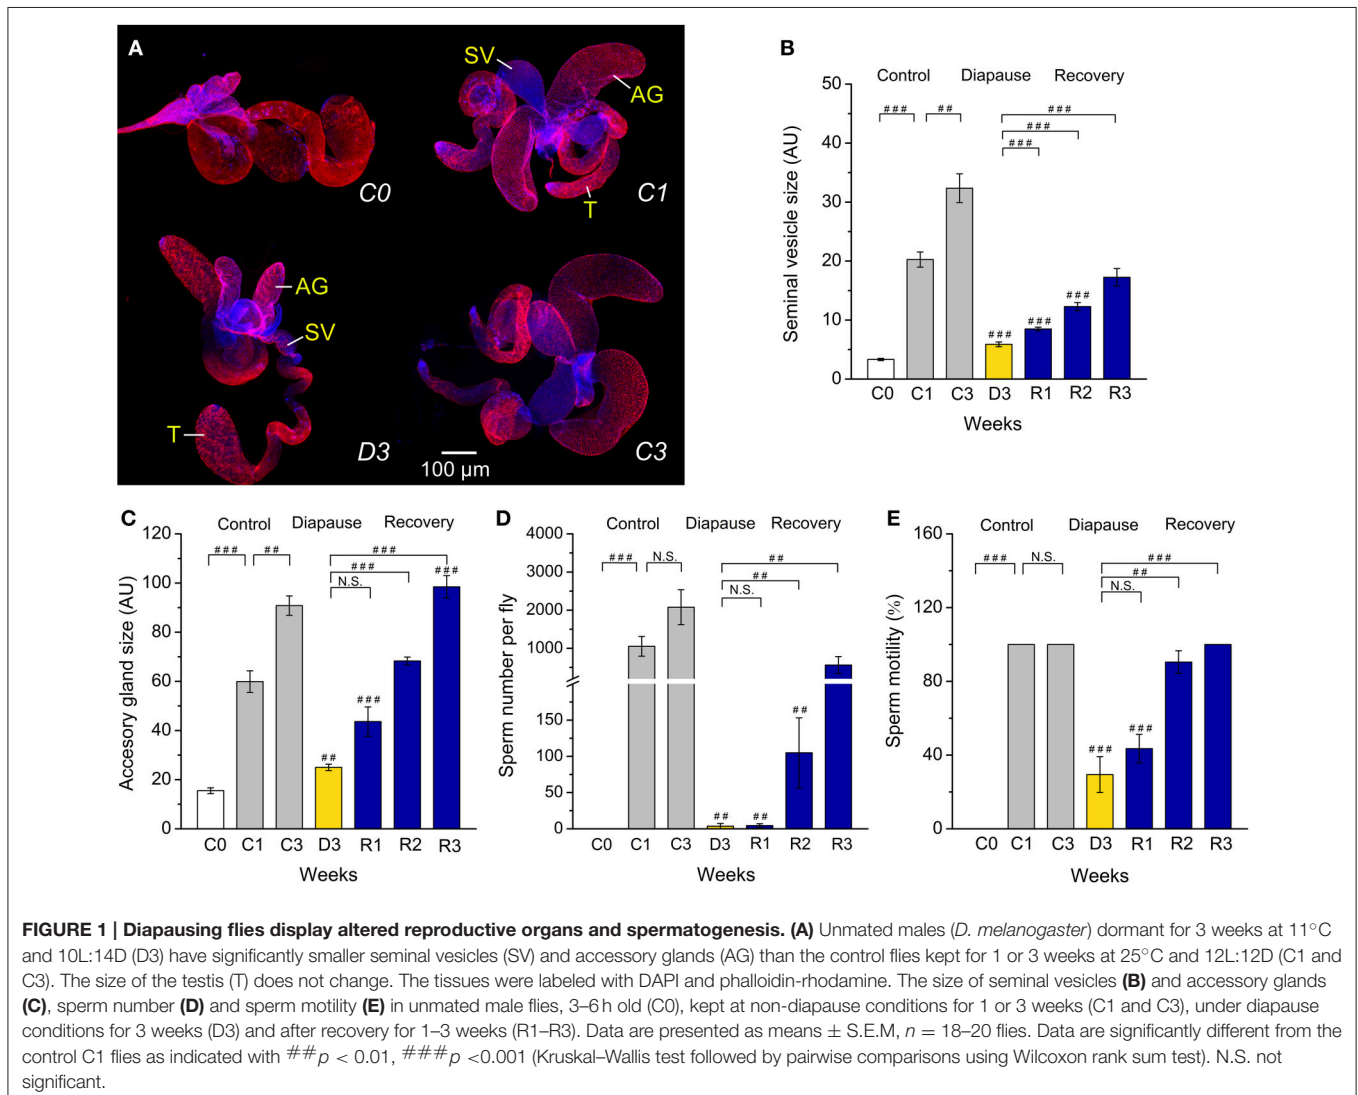 A
SV
AG
C0
C1
T
AG
SV
T
D3
C3
100 μm
B
Control Diapause Recovery
###
### ##
###
###
50
40
30
20
10
0
Seminal vesicle size (AU)
###
###
###
C0 C1 C3 D3 R1 R2 R3
Weeks
C
Control Diapause Recovery
###
### ##
###
N.S.
###
120
100
80
60
40
20
0
Accesory gland size (AU)
##
###
C0 C1 C3 D3 R1 R2 R3
Weeks
D
Control Diapause Recovery
##
### N.S.
##
N.S.
4000
3000
2000
1000
150
100
50
0
Sperm number per fly
##
##
##
C0 C1 C3 D3 R1 R2 R3
Weeks
E
Control Diapause Recovery
###
### N.S.
##
N.S.
160
120
80
40
0
Sperm motility (%)
###
###
C0 C1 C3 D3 R1 R2 R3
Weeks
FIGURE 1 | Diapausing flies display altered reproductive organs and spermatogenesis. (A) Unmated males (D. melanogaster) dormant for 3 weeks at 11°C
and 10L:14D (D3) have significantly smaller seminal vesicles (SV) and accessory glands (AG) than the control flies kept for 1 or 3 weeks at 25°C and 12L:12D (C1 and
C3). The size of the testis (T) does not change. The tissues were labeled with DAPI and phalloidin-rhodamine. The size of seminal vesicles (B) and accessory glands
(C), sperm number (D) and sperm motility (E) in unmated male flies, 3–6 h old (C0), kept at non-diapause conditions for 1 or 3 weeks (C1 and C3), under diapause
conditions for 3 weeks (D3) and after recovery for 1–3 weeks (R1–R3). Data are presented as means ± S.E.M, n = 18–20 flies. Data are significantly different from the
control C1 flies as indicated with ##p < 0.01, ###p <0.001 (Kruskal–Wallis test followed by pairwise comparisons using Wilcoxon rank sum test). N.S. not
significant.